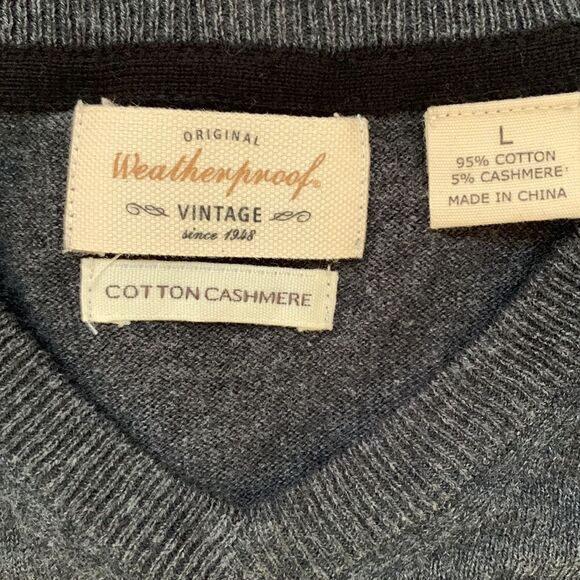 ORIGINAL
Weatherproof®
VINTAGE
since 1948
COTTON CASHMERE
L
95% COTTON
5% CASHMERE
MADE IN CHINA